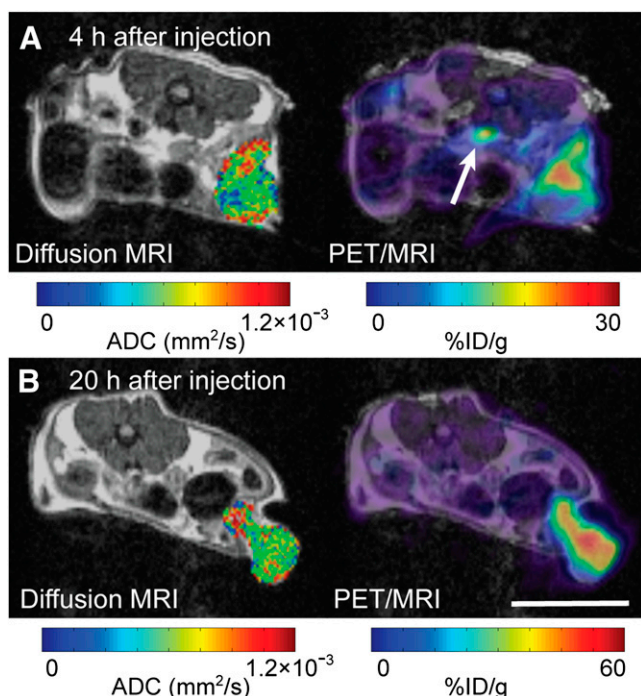 A 4 h after injection
Diffusion MRI PET/MRI
0 1.2×10⁻³ 0 30
ADC (mm²/s) %ID/g
B 20 h after injection
Diffusion MRI PET/MRI
0 1.2×10⁻³ 0 60
ADC (mm²/s) %ID/g